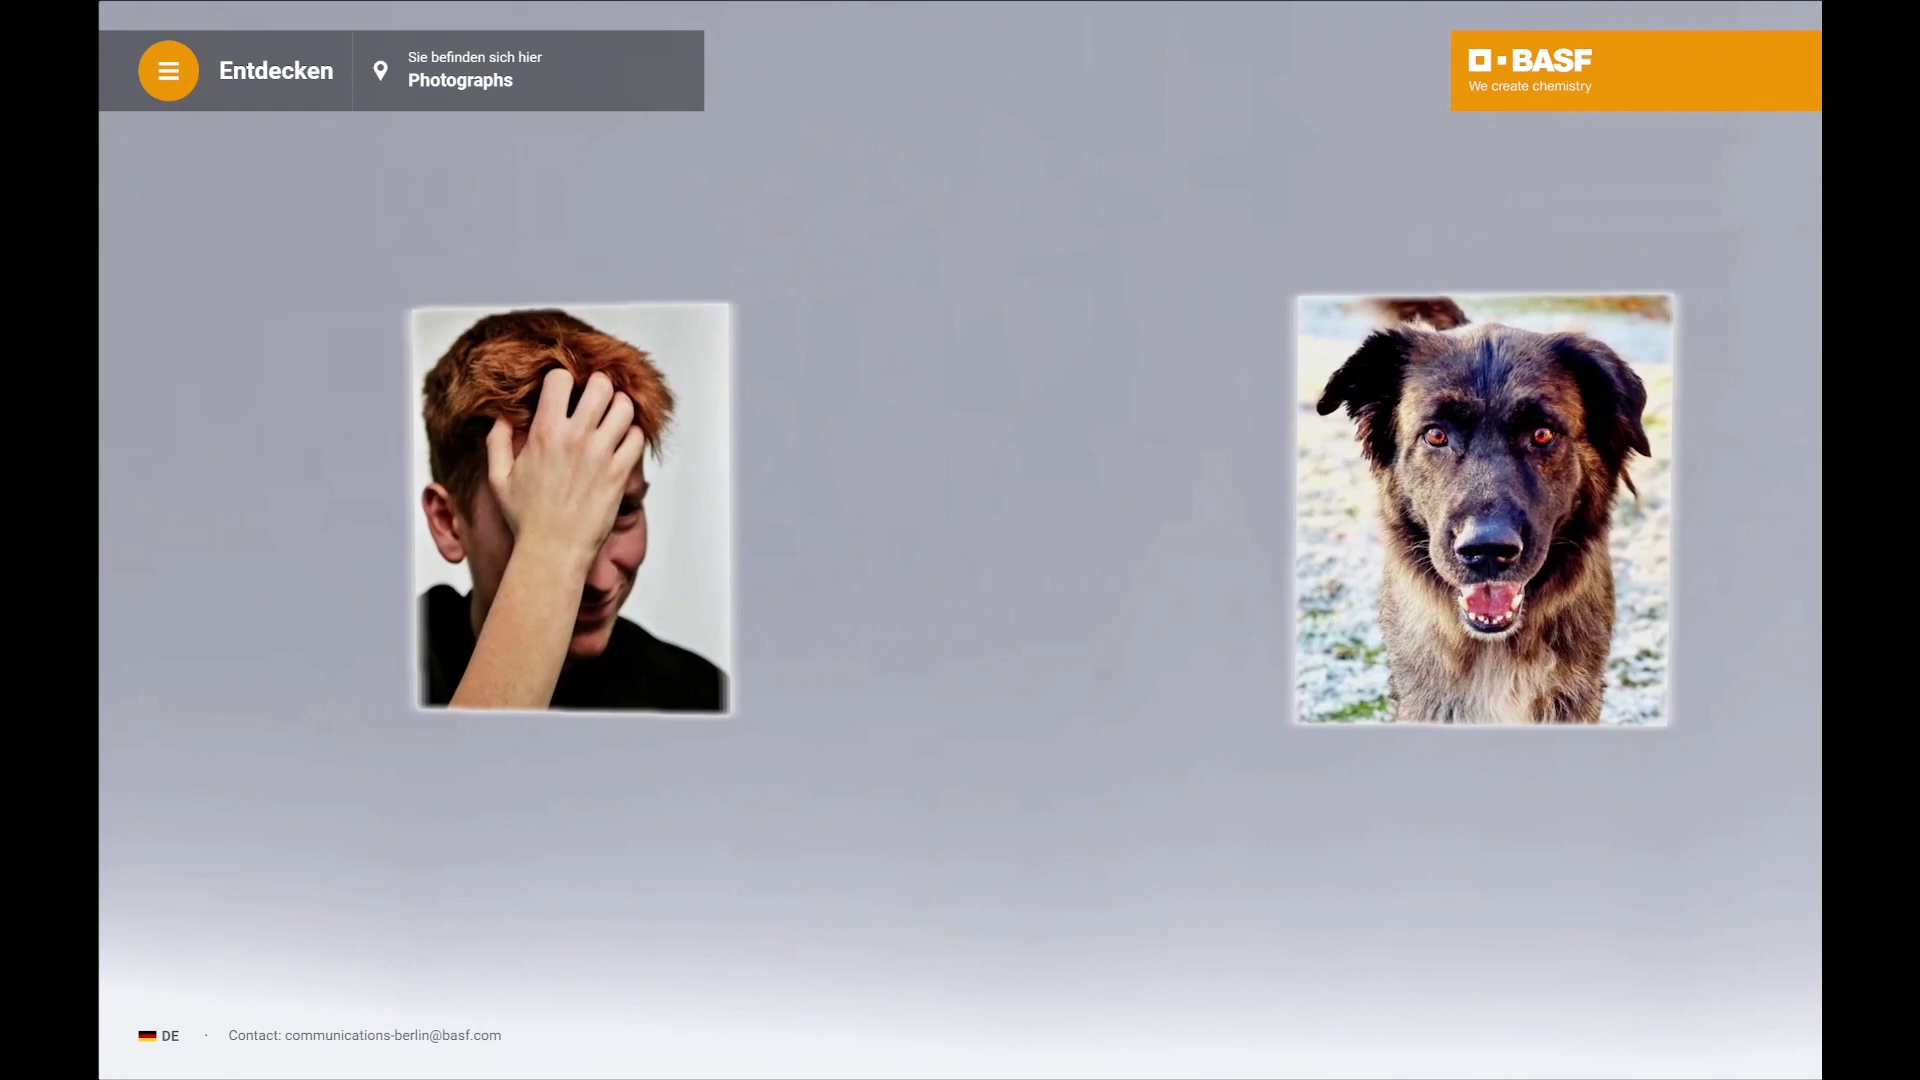 Entdecken
Sie befinden sich hier
Photographs
BASF
We create chemistry
DE · Contact: communications-berlin@basf.com